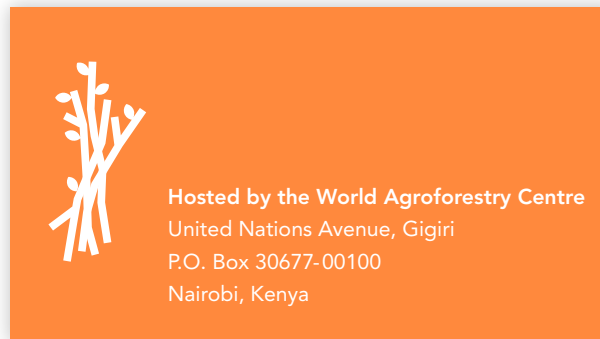 Hosted by the World Agroforestry Centre
United Nations Avenue, Gigiri
P.O. Box 30677-00100
Nairobi, Kenya